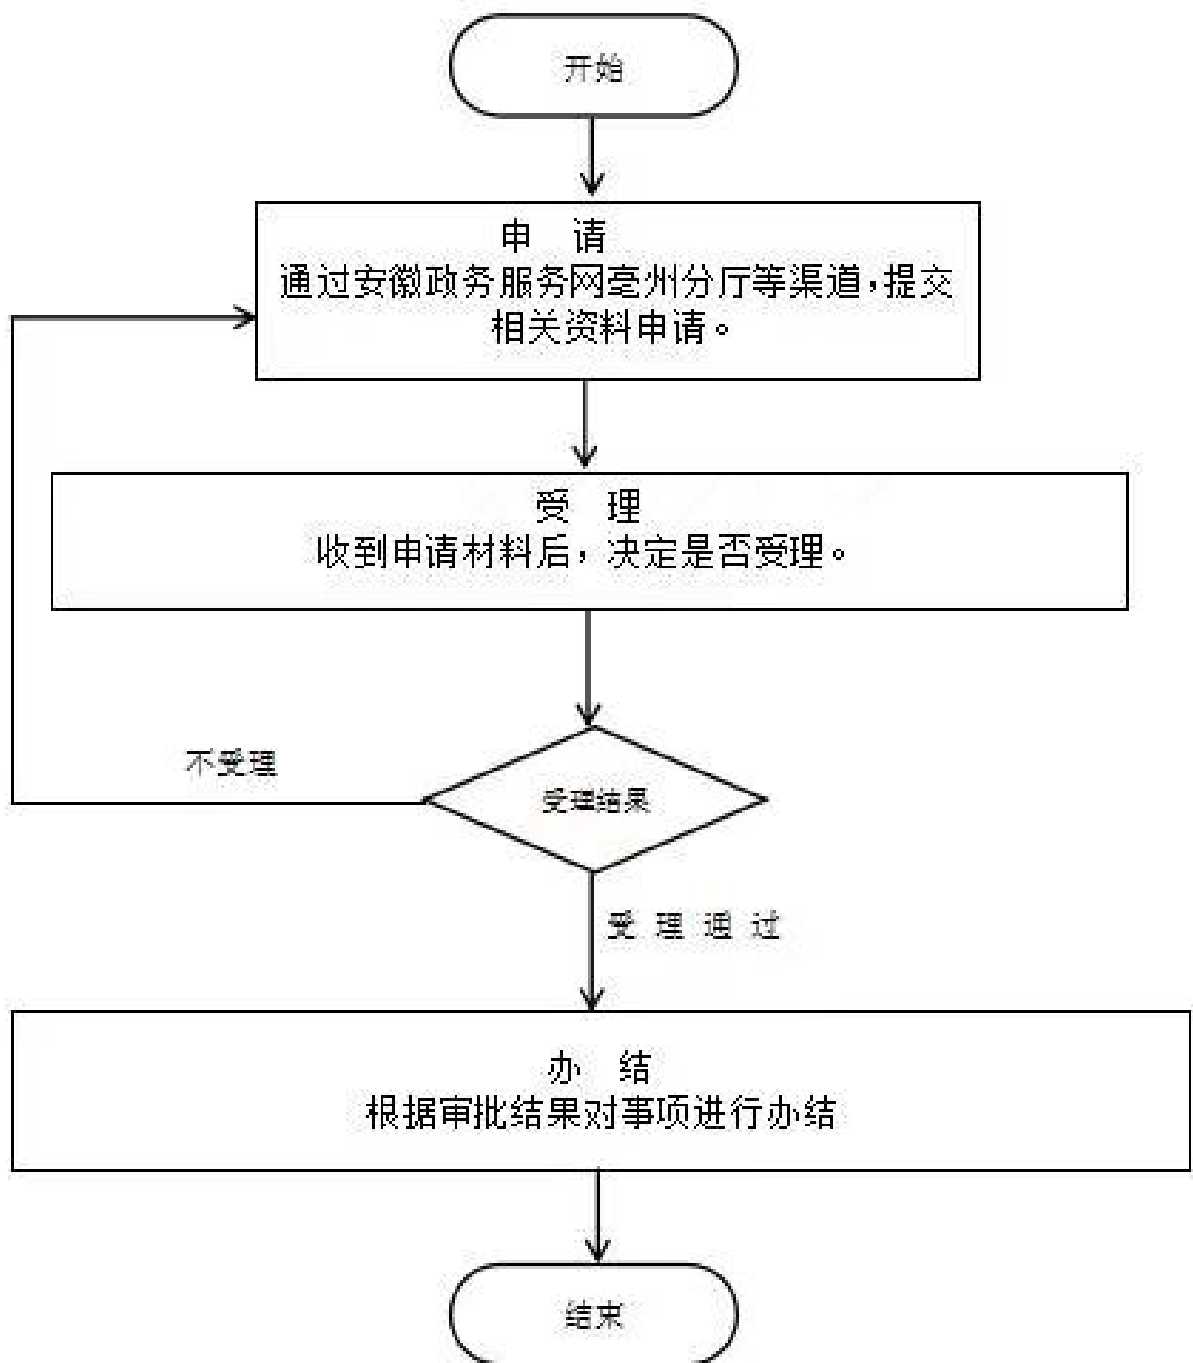 开始
申 请
通过安徽政务服务网亳州分厅等渠道,提交
相关资料申请。
受 理
收到申请材料后，决定是否受理。
不受理
受理结果
受 理 通 过
办 结
根据审批结果对事项进行办结
结束